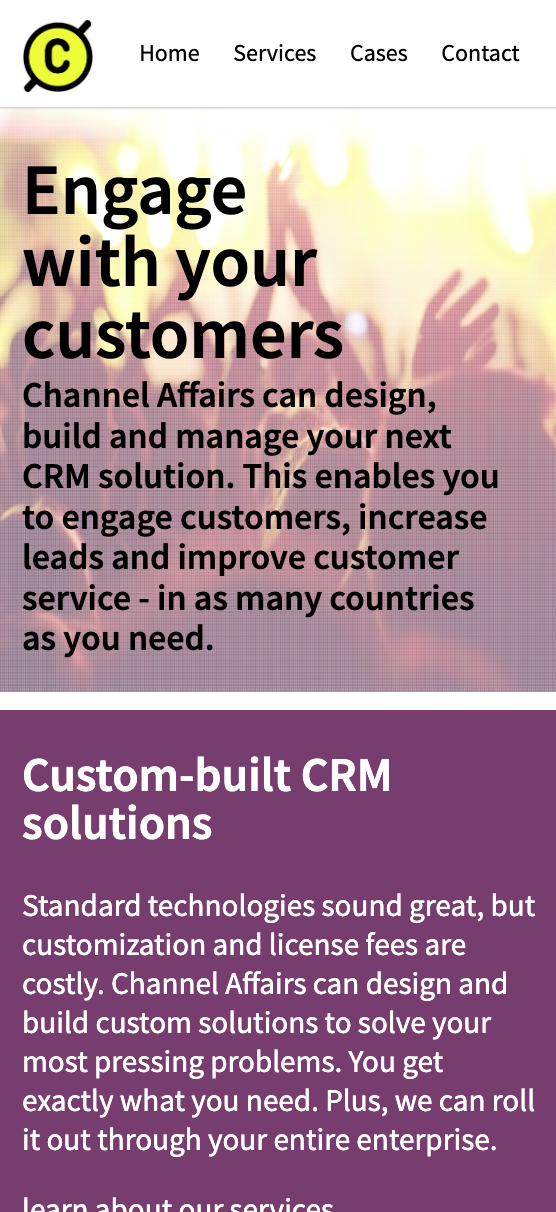 C
Home Services Cases Contact
Engage
with your
customers
Channel Affairs can design,
build and manage your next
CRM solution. This enables you
to engage customers, increase
leads and improve customer
service - in as many countries
as you need.
Custom-built CRM
solutions
Standard technologies sound great, but
customization and license fees are
costly. Channel Affairs can design and
build custom solutions to solve your
most pressing problems. You get
exactly what you need. Plus, we can roll
it out through your entire enterprise.
learn about our services